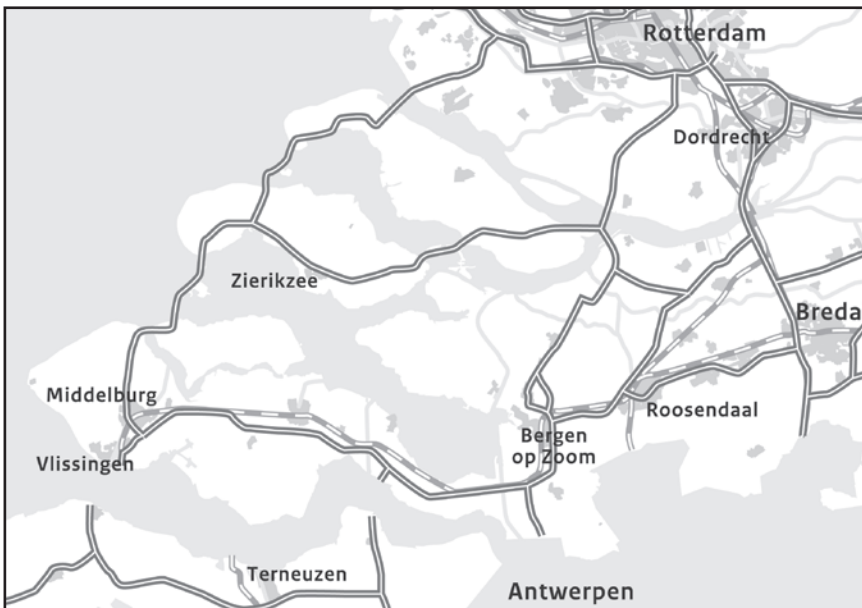 Rotterdam
Dordrecht
Zierikzee
Breda
Middelburg
Roosendaal
Bergen
op Zoom
Vlissingen
Terneuzen
Antwerpen